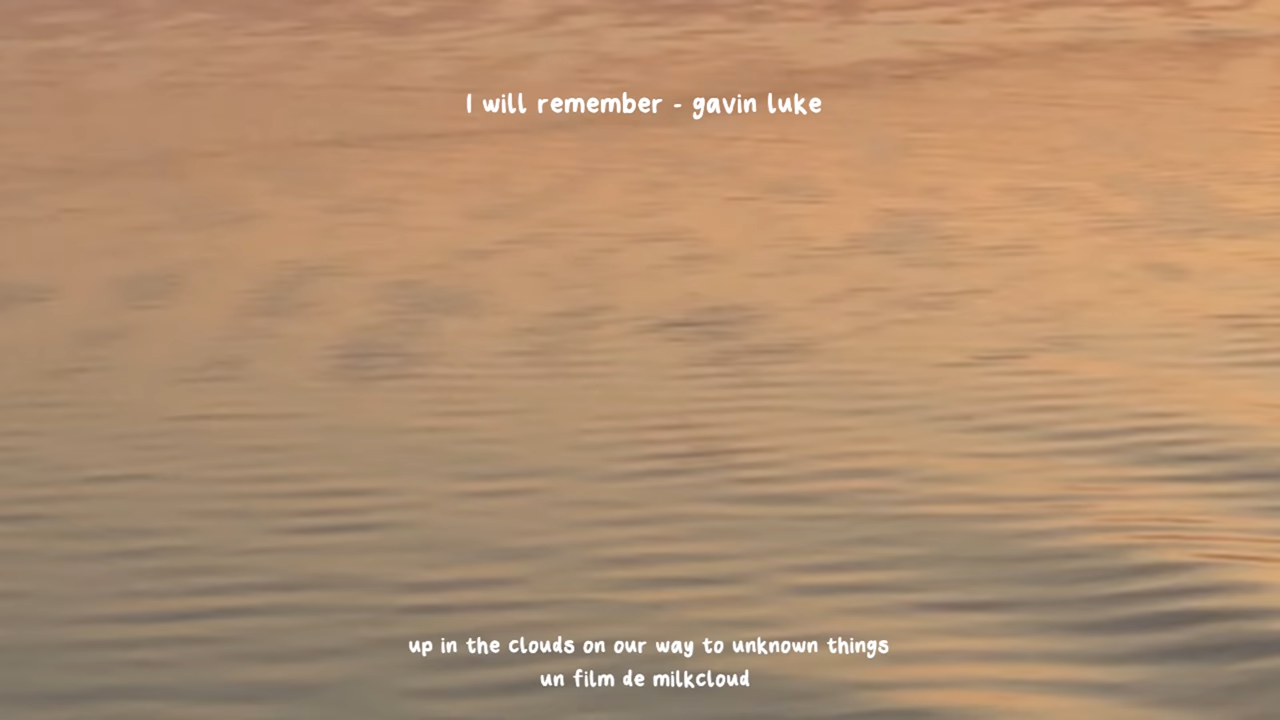 I will remember - gavin luke
up in the clouds on our way to unknown things
un film de milkcloud